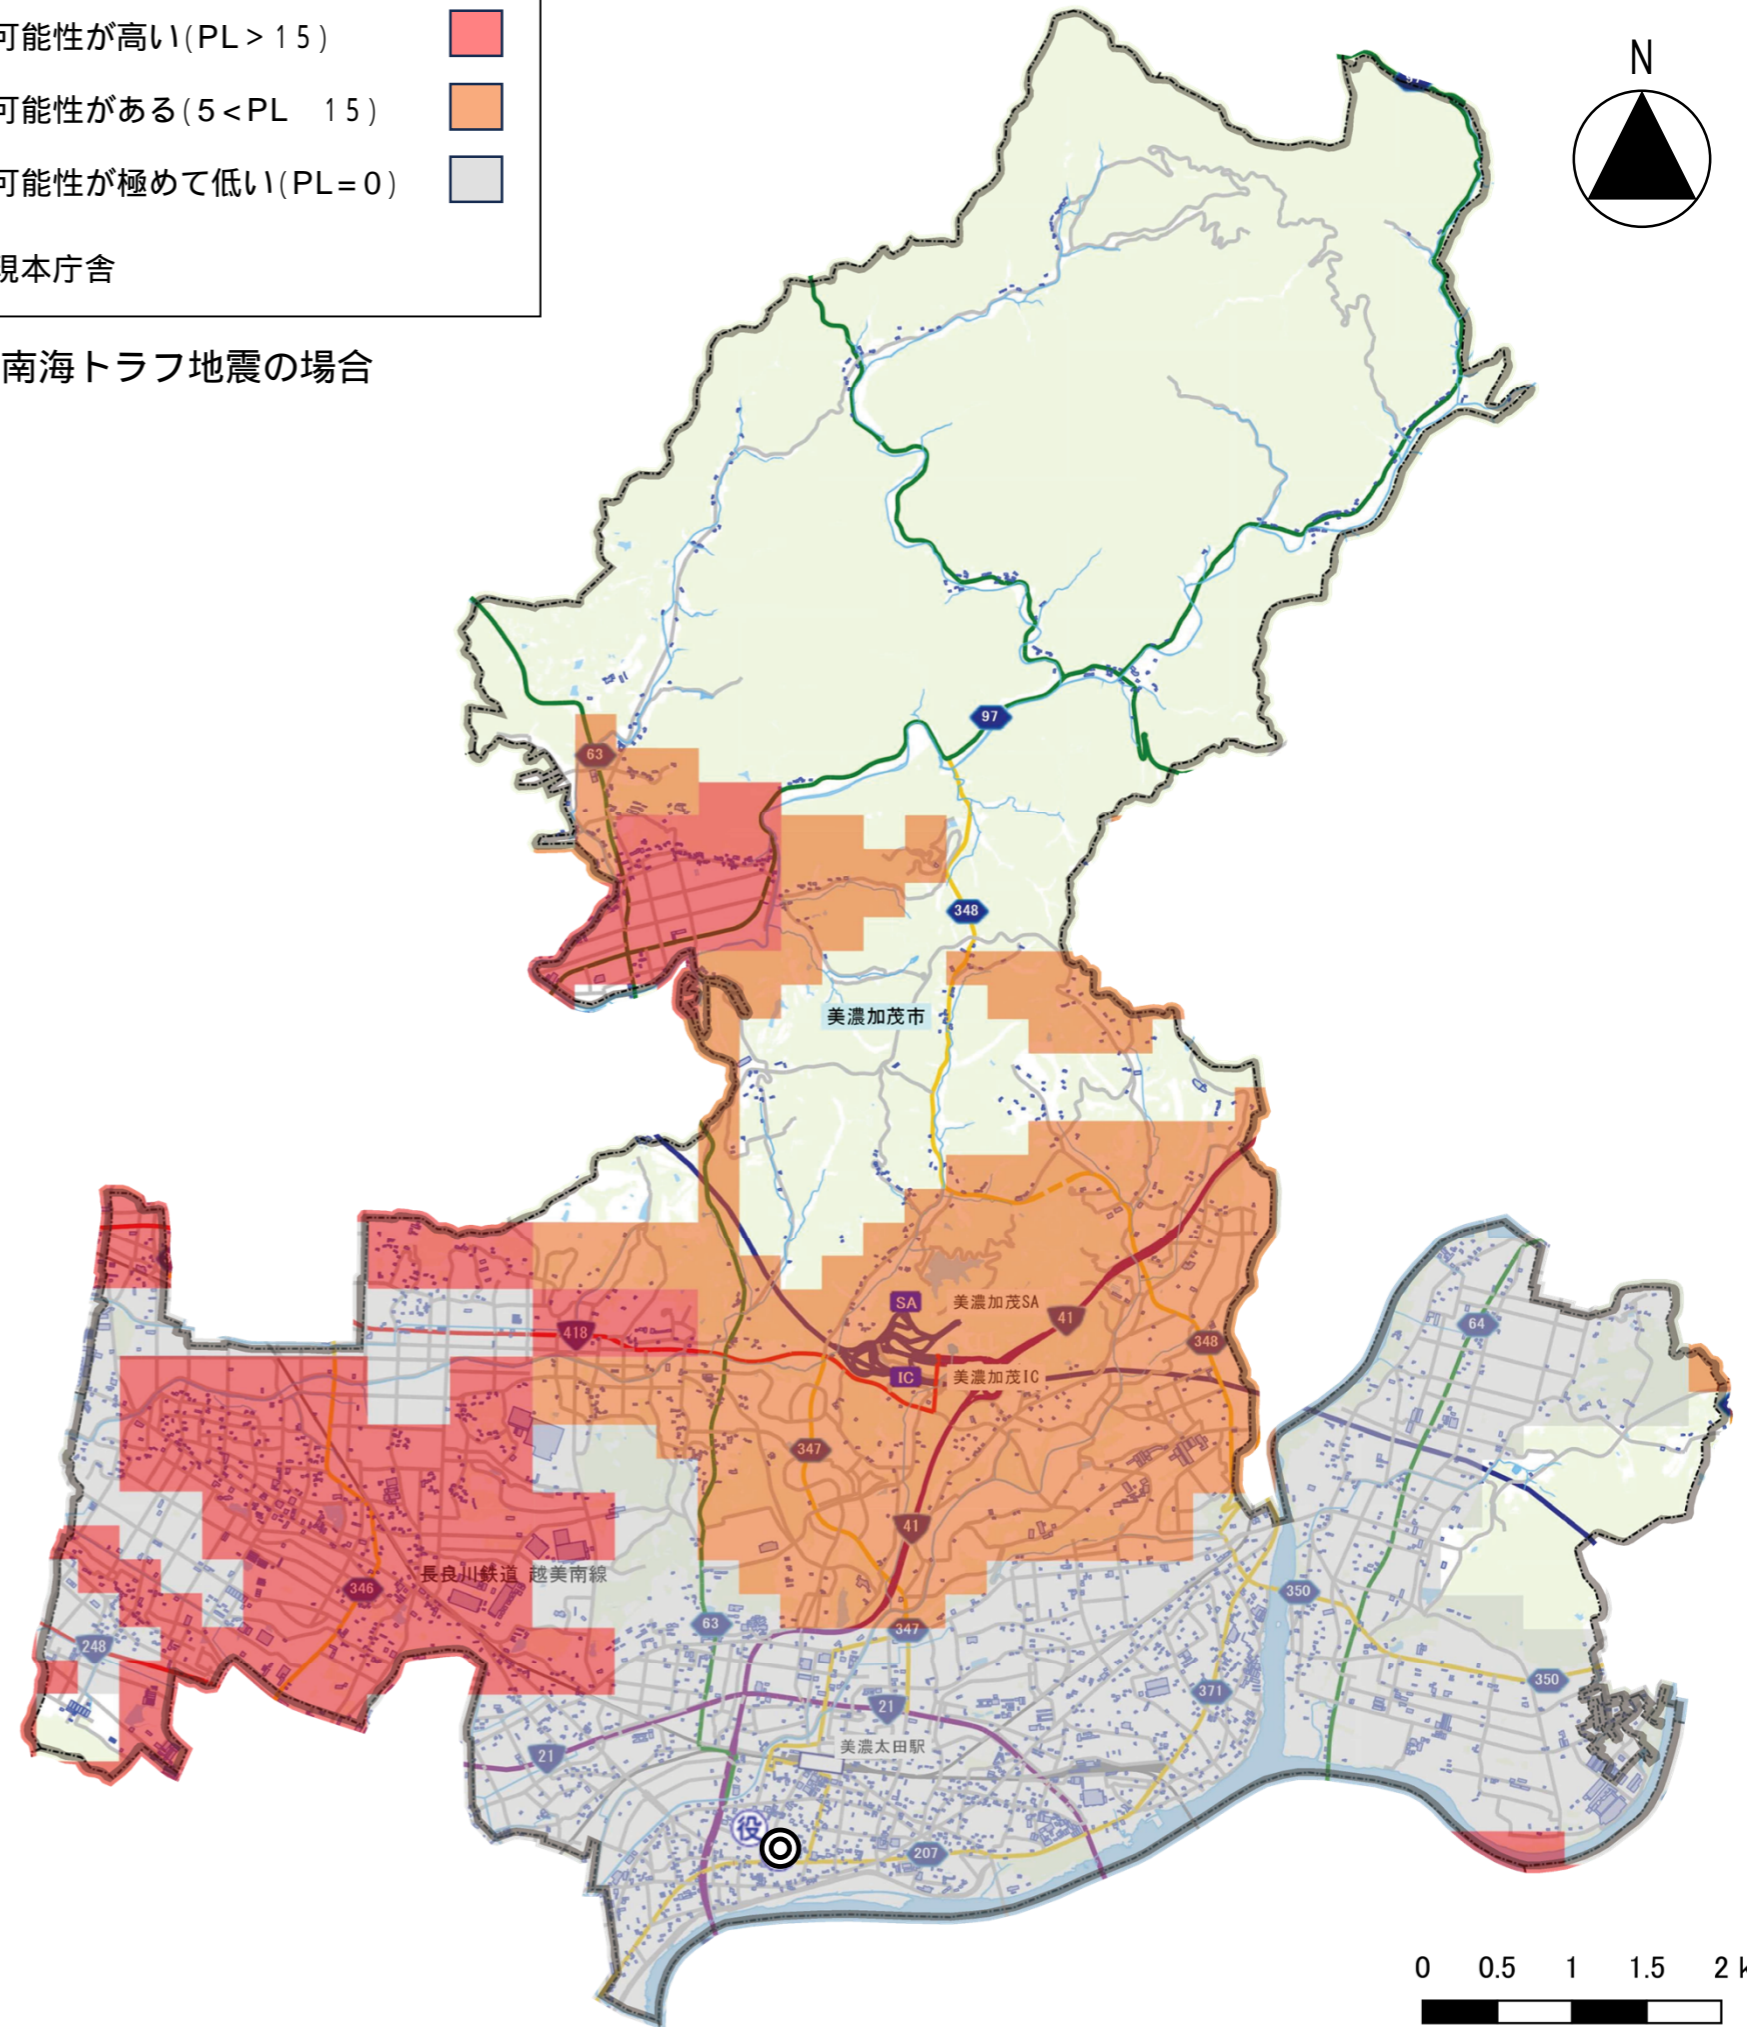 可能性が高い(PL>15)
可能性がある(5<PL 15)
可能性が極めて低い(PL=0)
現本庁舎
南海トラフ地震の場合
N
97
63
348
美濃加茂市
SA
美濃加茂SA
41
418
64
348
IC
美濃加茂IC
347
41
長良川鉄道 越美南線
346
350
63
347
248
350
371
21
21
美濃太田駅
役
207
0 0.5 1 1.5 2 k